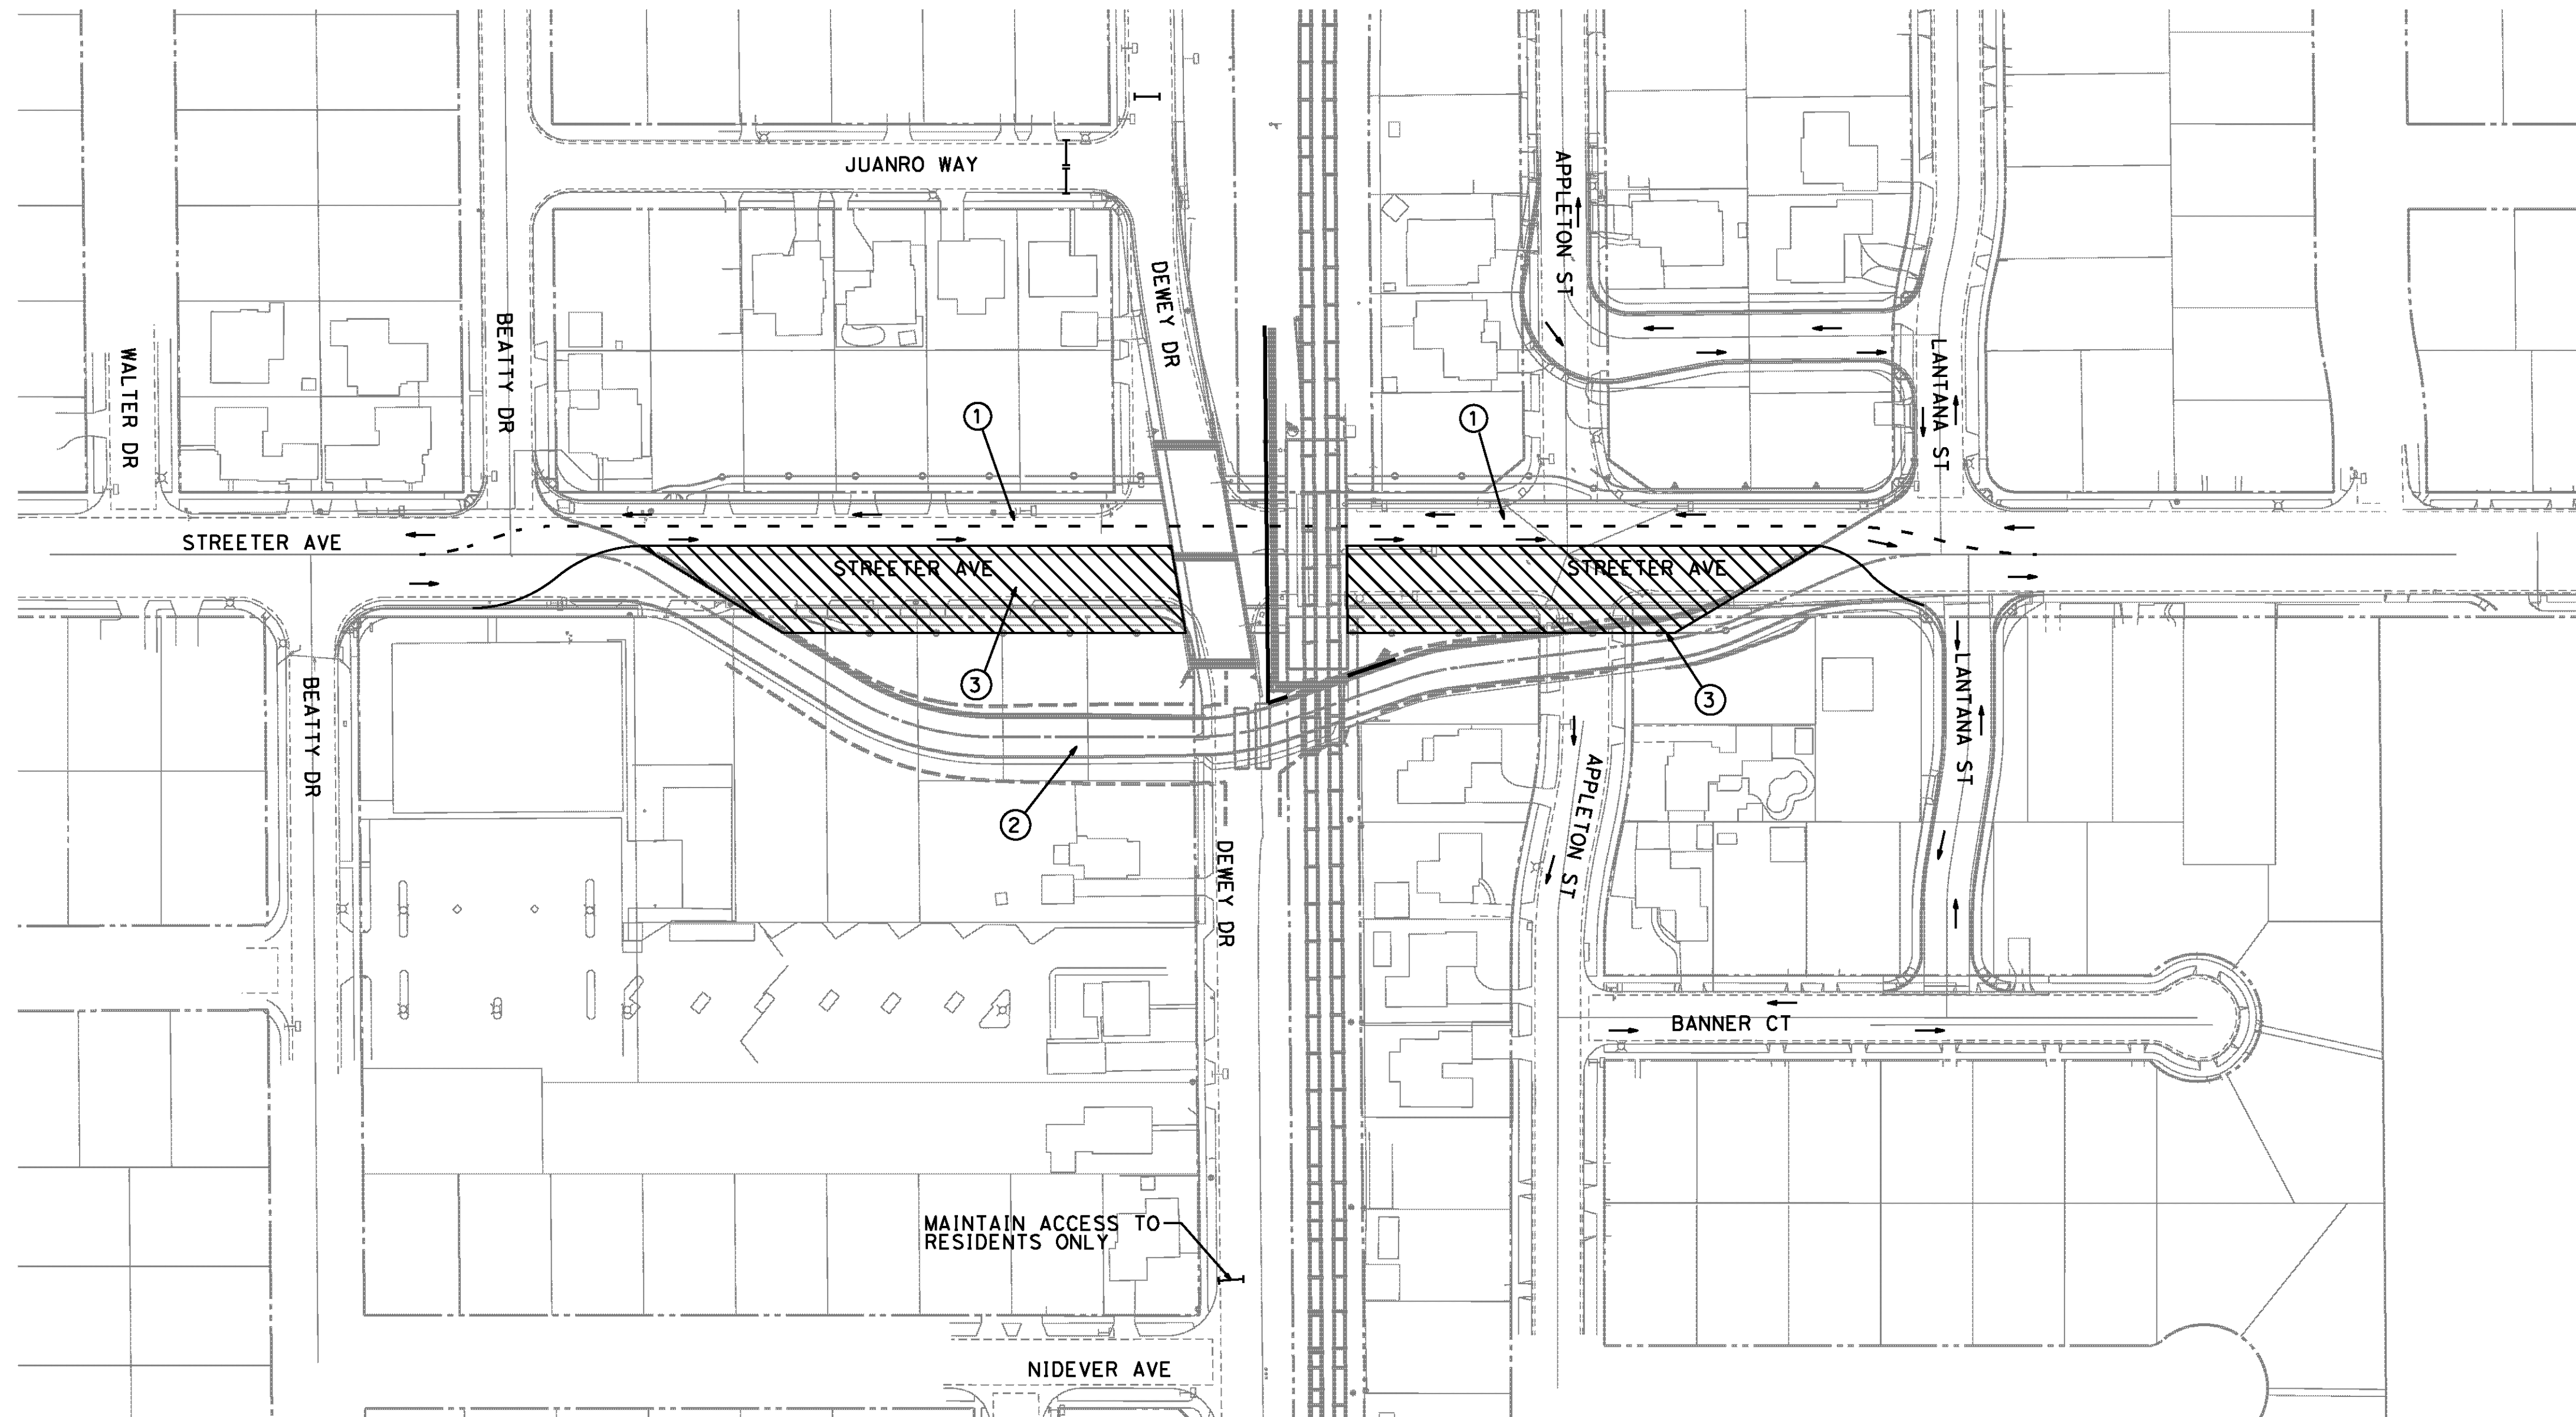 JUANRO WAY
APPLETON ST
DEWEY DR
BEATTY DR
WALTER DR
LANTANA ST
1
1
STREETER AVE
STREETER AVE
STREETER AVE
3
3
BEATTY DR
LANTANA ST
2
APPLETON ST
DEWEY DR
BANNER CT
MAINTAIN ACCESS TO
RESIDENTS ONLY
NIDEVER AVE